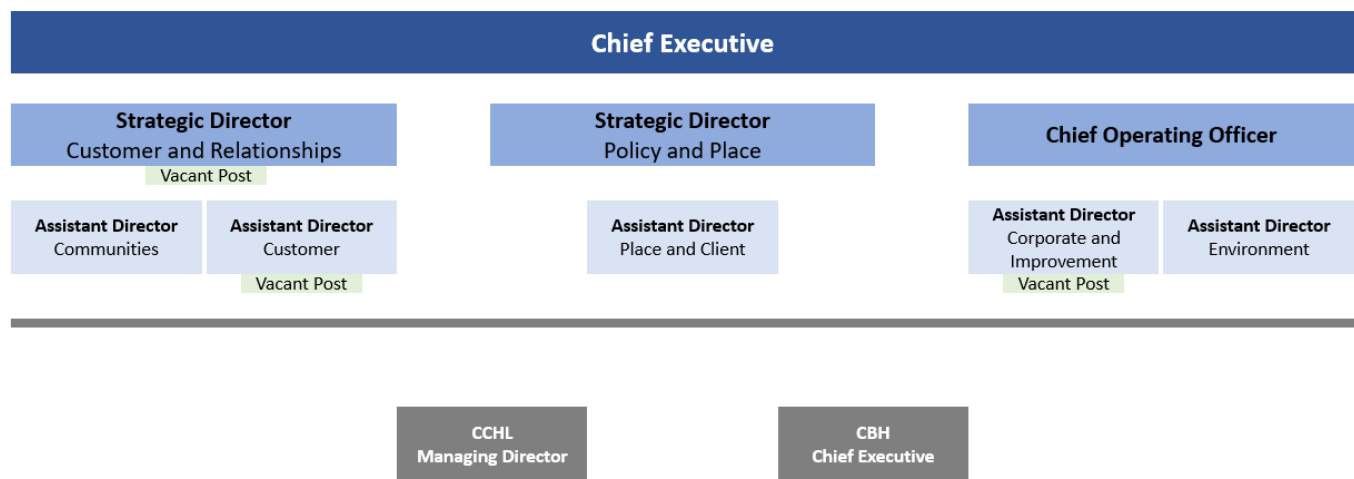 Chief Executive
Strategic Director
Customer and Relationships
Vacant Post
Strategic Director
Policy and Place
Chief Operating Officer
Assistant Director
Communities
Assistant Director
Customer
Vacant Post
Assistant Director
Place and Client
Assistant Director
Corporate and
Improvement
Vacant Post
Assistant Director
Environment
CCHL
Managing Director
CBH
Chief Executive